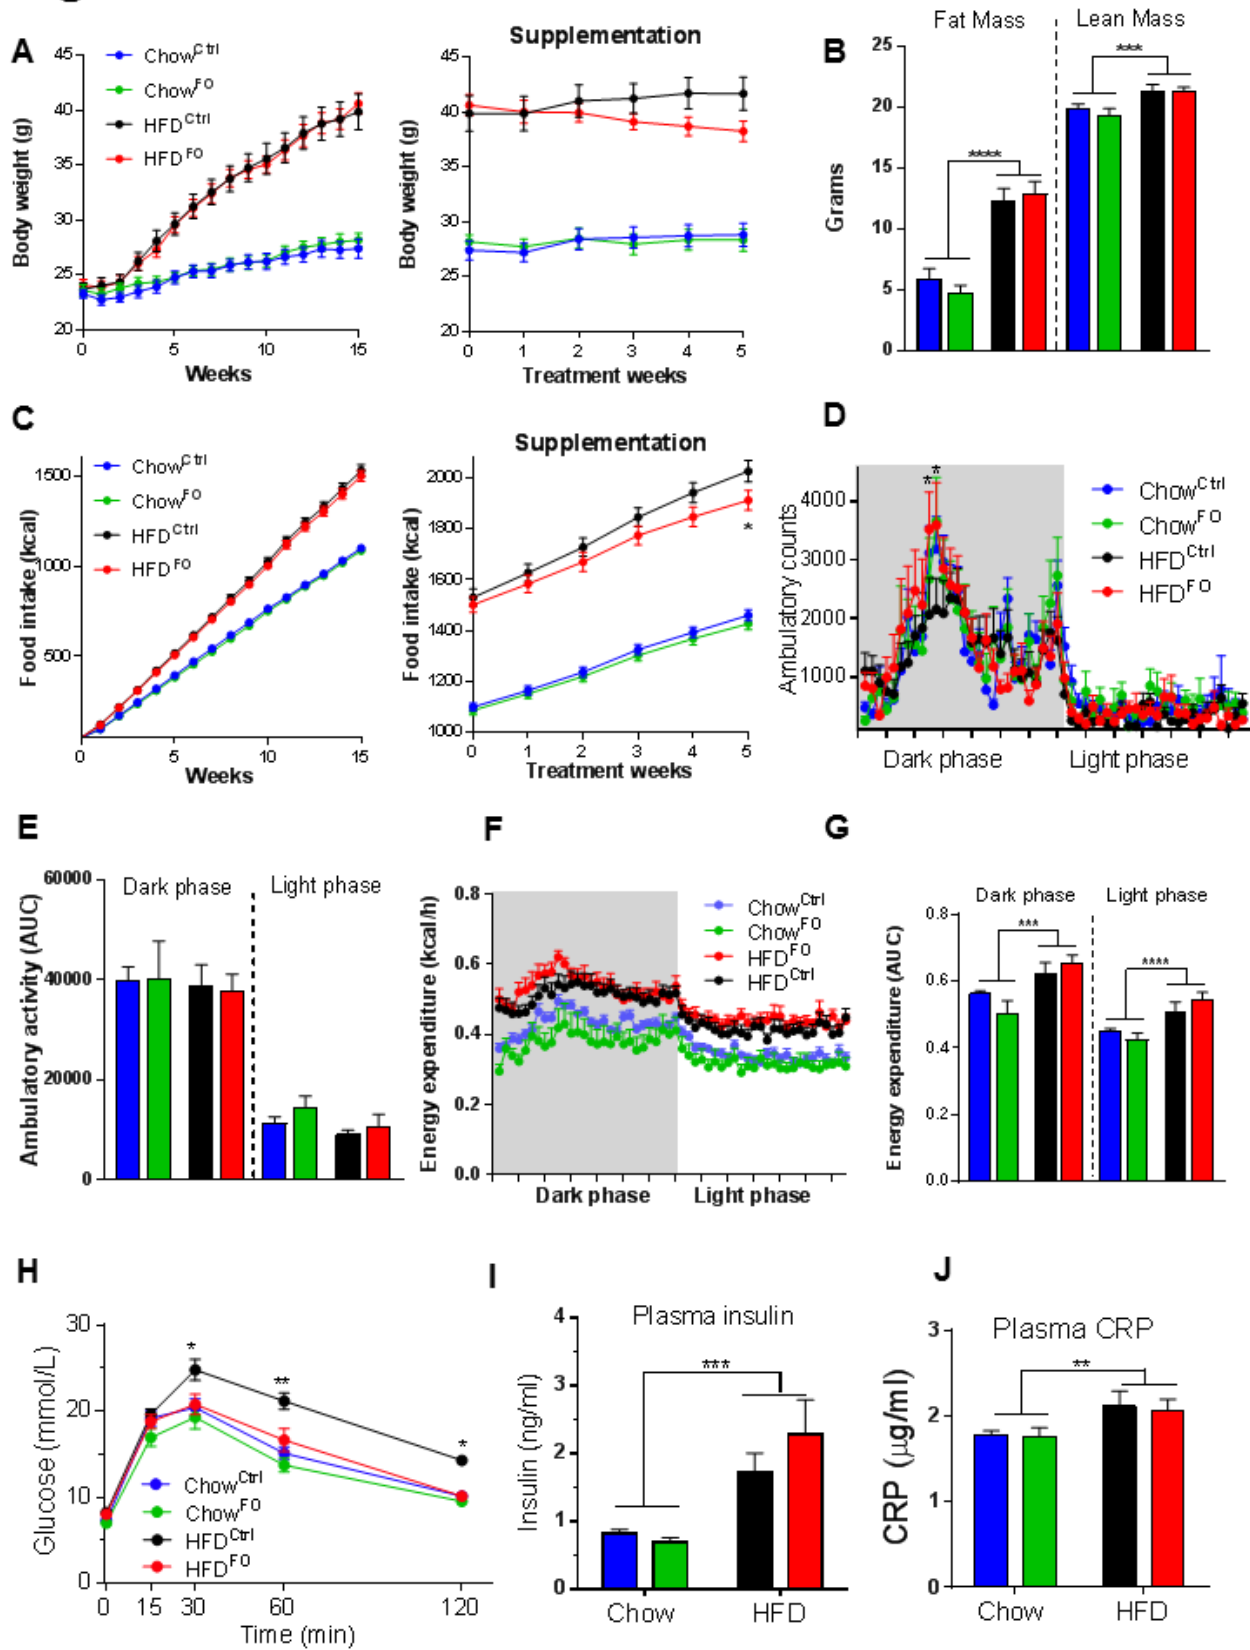 Fat Mass
Lean Mass
A
Supplementation
B
45
40
35
30
25
20
Body weight (g)
Chow^Ctrl
Chow^FO
HFD^Ctrl
HFD^FO
0
5
10
15
Weeks
45
40
35
30
25
20
Body weight (g)
0
1
2
3
4
5
Treatment weeks
25
20
15
10
5
0
Grams
****
***
C
Supplementation
D
1500
1000
500
Food intake (kcal)
Chow^Ctrl
Chow^FO
HFD^Ctrl
HFD^FO
0
5
10
15
Weeks
2000
1800
1600
1400
1200
1000
Food intake (kcal)
*
0
1
2
3
4
5
Treatment weeks
4000
3000
2000
1000
Ambulatory counts
* *
Chow^Ctrl
Chow^FO
HFD^Ctrl
HFD^FO
Dark phase
Light phase
E
F
G
60000
40000
20000
0
Ambulatory activity (AUC)
Dark phase
Light phase
0.8
0.6
0.4
0.2
0.0
Energy expenditure (kcal/h)
Chow^Ctrl
Chow^FO
HFD^FO
HFD^Ctrl
Dark phase
Light phase
0.8
0.6
0.4
0.2
0.0
Energy expenditure (AUC)
Dark phase
Light phase
***
****
H
I
J
30
20
10
0
Glucose (mmol/L)
*
**
*
Chow^Ctrl
Chow^FO
HFD^Ctrl
HFD^FO
0
15
30
60
120
Time (min)
Plasma insulin
4
3
2
1
0
Insulin (ng/ml)
***
Chow
HFD
Plasma CRP
3
2
1
0
CRP (µg/ml)
**
Chow
HFD